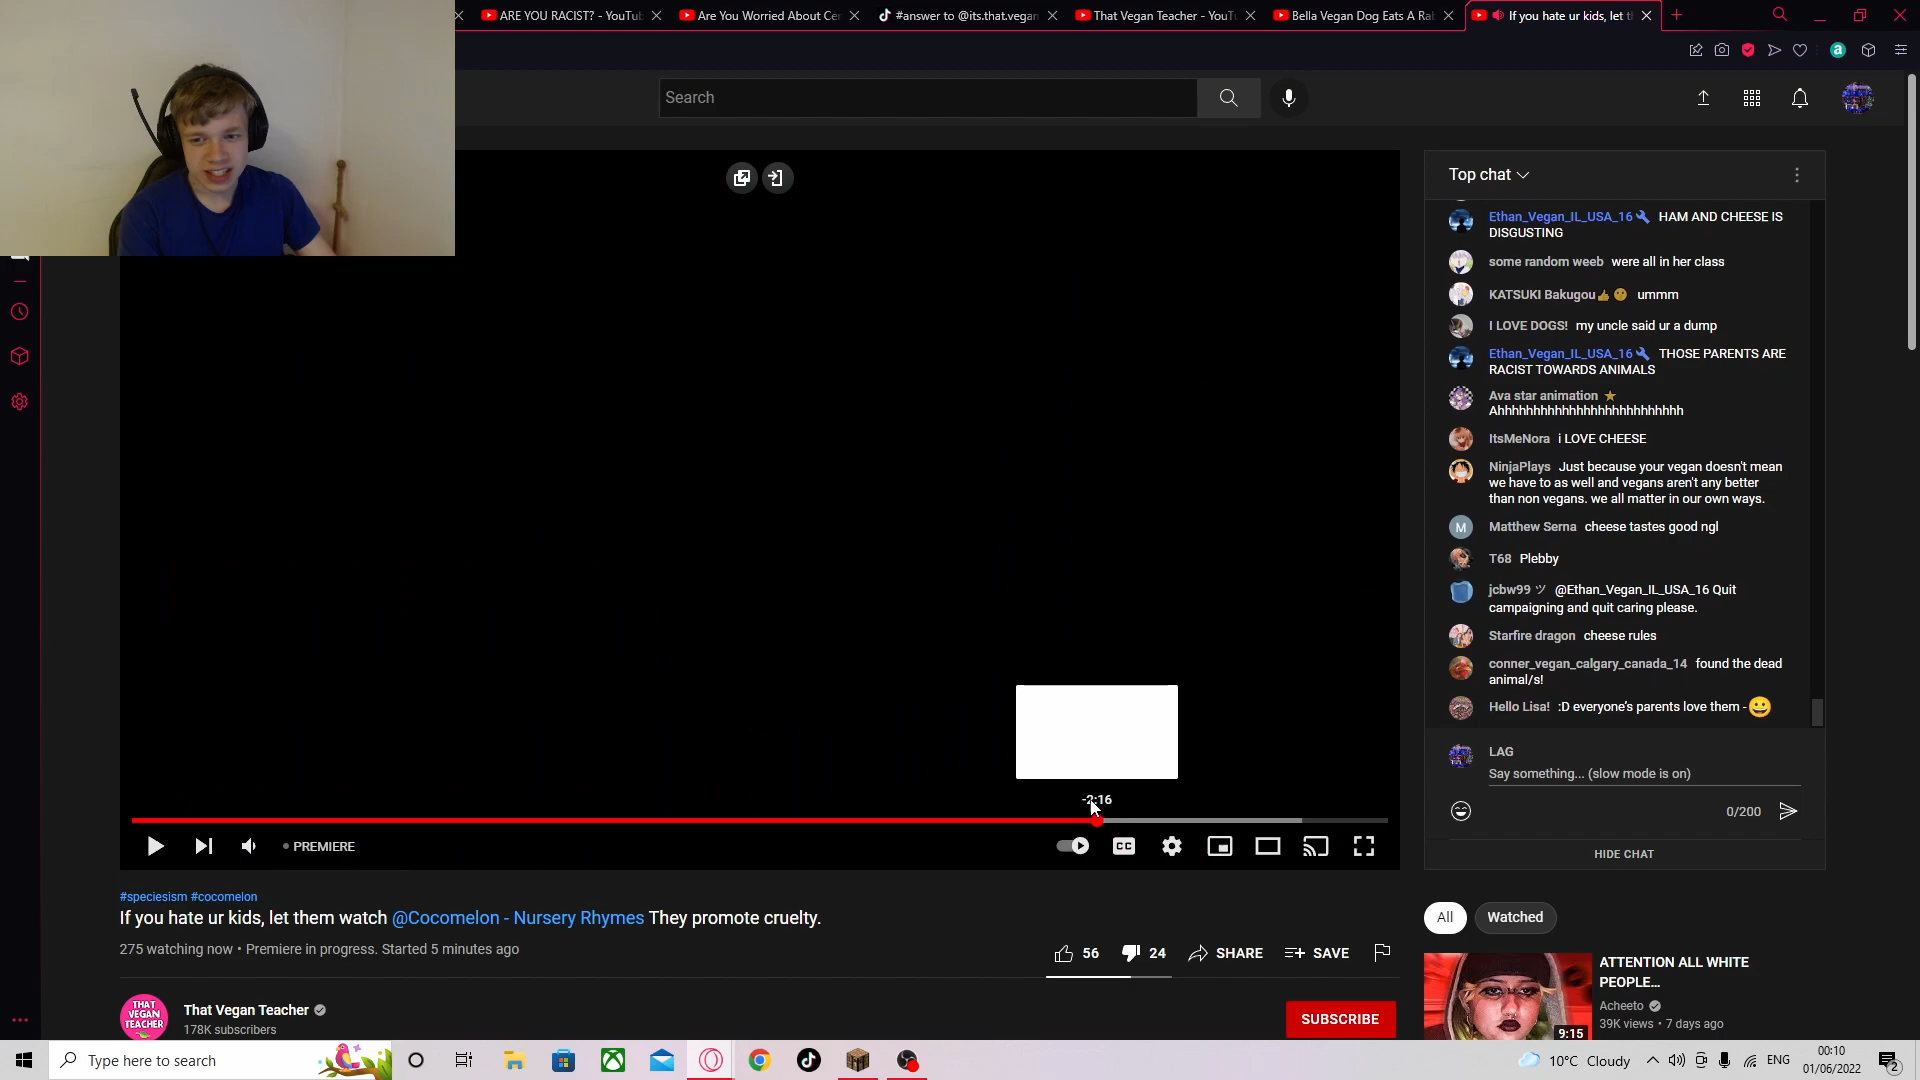 ARE YOU RACIST? - YouTu
Are You Worried About Ce
#answer to @its.that.vegan
That Vegan Teacher - YouT
Bella Vegan Dog Eats A Ra
If you hate ur kids, let th
Search
Top chat
Ethan_Vegan_IL_USA_16 HAM AND CHEESE IS
DISGUSTING
some random weeb were all in her class
KATSUKI Bakugou👍 ummm
I LOVE DOGS! my uncle said ur a dump
Ethan_Vegan_IL_USA_16 THOSE PARENTS ARE
RACIST TOWARDS ANIMALS
Ava star animation
Ahhhhhhhhhhhhhhhhhhhhhhhhhh
ItsMeNora i LOVE CHEESE
NinjaPlays Just because your vegan doesn't mean
we have to as well and vegans aren't any better
than non vegans. we all matter in our own ways.
M Matthew Serna cheese tastes good ngl
T68 Plebby
jcbw99 ツ @Ethan_Vegan_IL_USA_16 Quit
campaigning and quit caring please.
Starfire dragon cheese rules
conner_vegan_calgary_canada_14 found the dead
animal/s!
Hello Lisa! :D everyone's parents love them -😀
LAG
Say something... (slow mode is on)
0/200
HIDE CHAT
-2:16
PREMIERE
CC
#speciesism #cocomelon
If you hate ur kids, let them watch @Cocomelon - Nursery Rhymes They promote cruelty.
275 watching now • Premiere in progress. Started 5 minutes ago
56
24
SHARE
SAVE
THAT VEGAN TEACHER
That Vegan Teacher
178K subscribers
SUBSCRIBE
All
Watched
ATTENTION ALL WHITE
PEOPLE...
Acheeto
39K views • 7 days ago
9:15
Type here to search
10°C Cloudy
ENG
00:10
01/06/2022
2